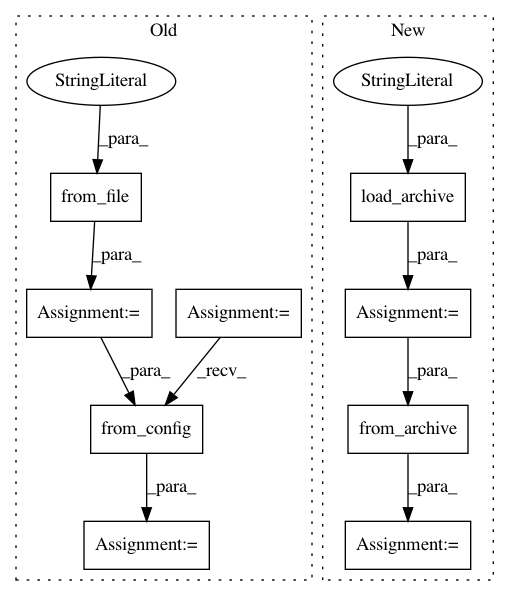 Old
New
StringLiteral
StringLiteral
_para_
_para_
from_file
load_archive
_para_
_para_
Assignment:=
Assignment:=
Assignment:=
_para_
_recv_
_para_
from_config
from_archive
_para_
_para_
Assignment:=
Assignment:=